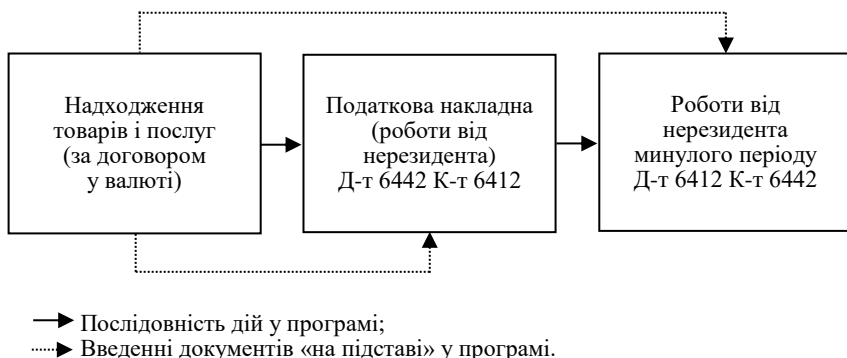 Надходження
товарів і послуг
(за договором
у валюті)
Податкова накладна
(роботи від
нерезидента)
Д-т 6442 К-т 6412
Роботи від
нерезидента
минулого періоду
Д-т 6412 К-т 6442
Послідовність дій у програмі;
Введенні документів «на підставі» у програмі.